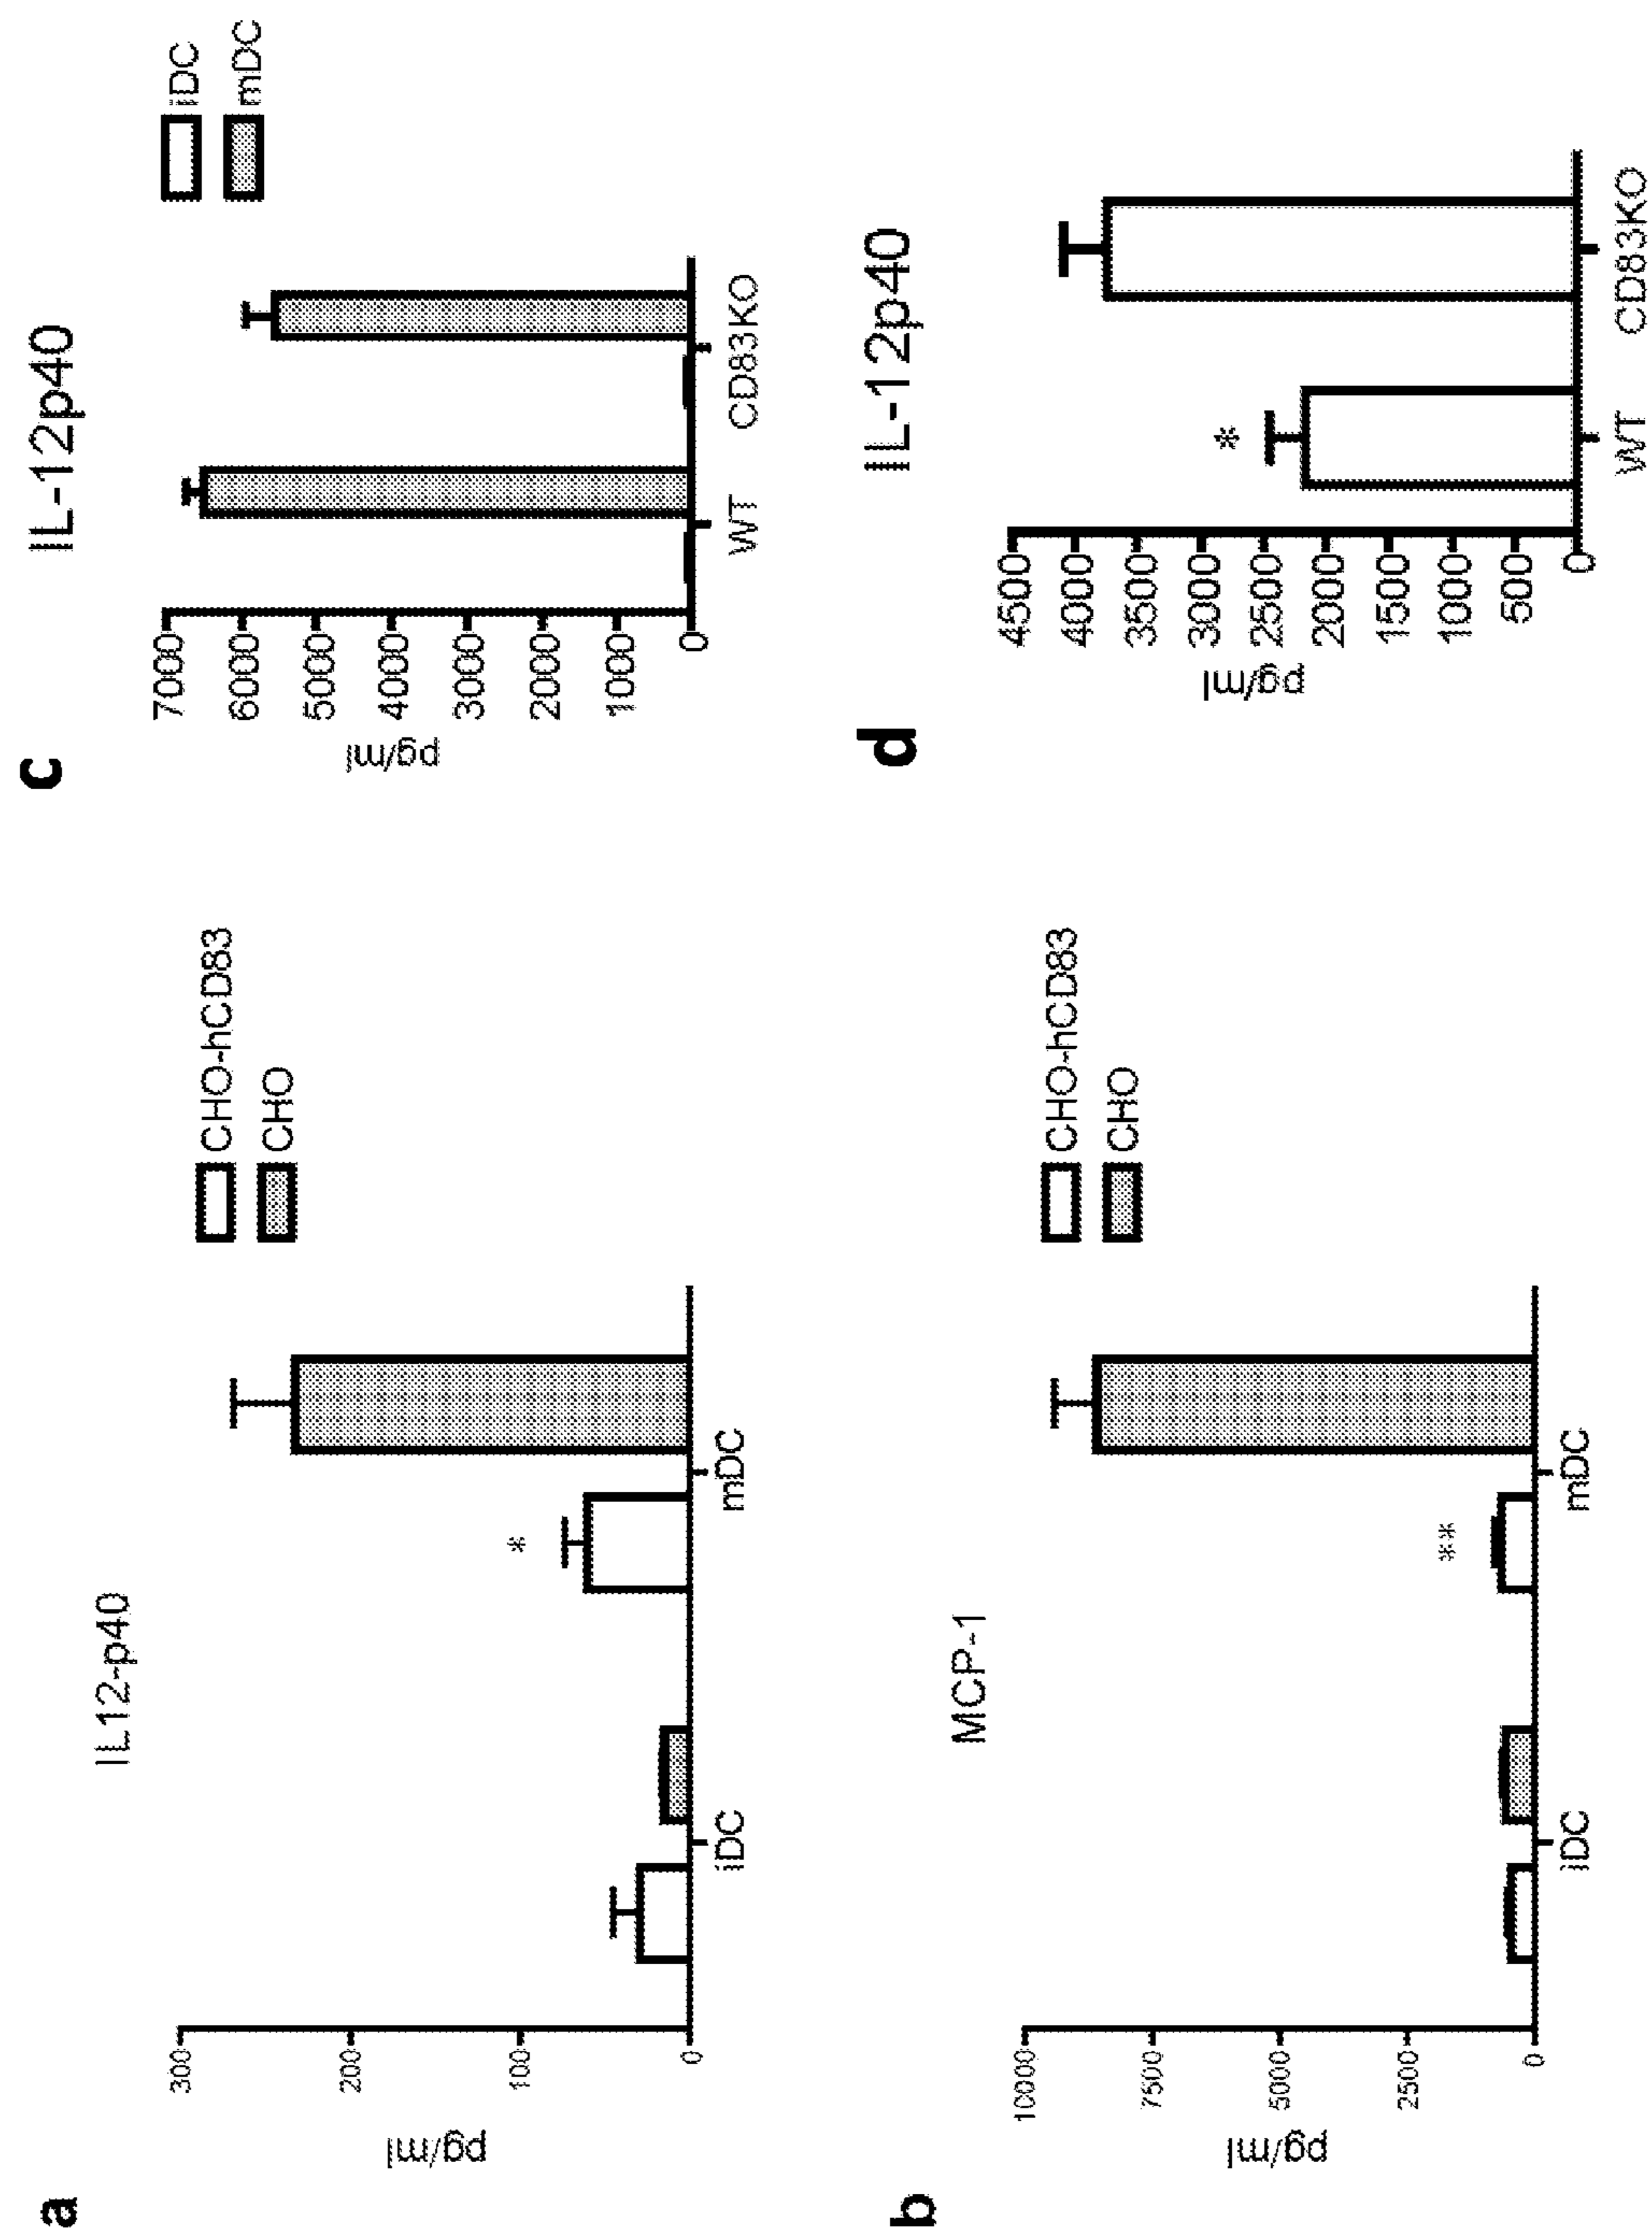 a
IL12-p40
pg/ml
300
200
100
0
iDC
mDC
*
CHO-hCD83
CHO
b
MCP-1
pg/ml
10000
7500
5000
2500
0
iDC
mDC
**
CHO-hCD83
CHO
c
IL-12p40
pg/ml
7000
6000
5000
4000
3000
2000
1000
0
WT
CD83KO
iDC
mDC
d
IL-12p40
pg/ml
4500
4000
3500
3000
2500
2000
1500
1000
500
0
*
WT
CD83KO